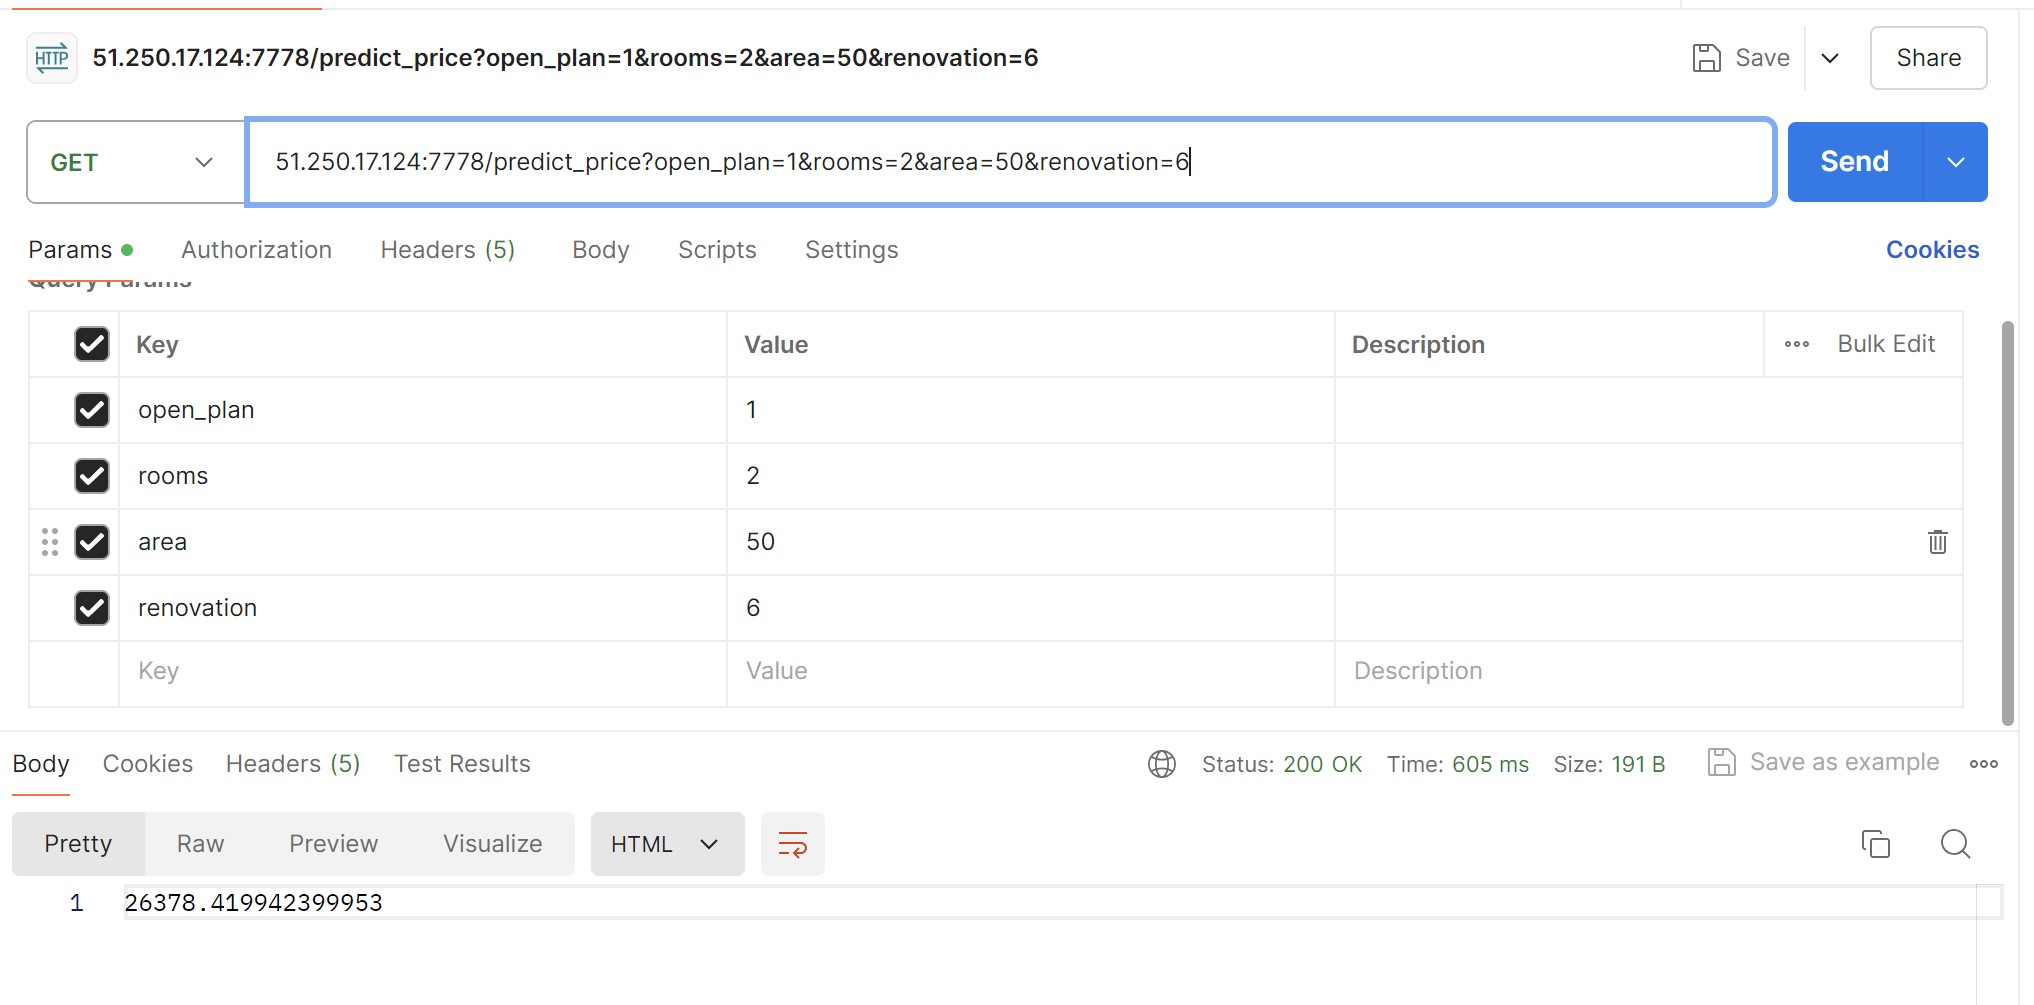 HTTP 51.250.17.124:7778/predict_price?open_plan=1&rooms=2&area=50&renovation=6 Save Share
GET 51.250.17.124:7778/predict_price?open_plan=1&rooms=2&area=50&renovation=6 Send
Params Authorization Headers (5) Body Scripts Settings Cookies
Query Params
Key Value Description Bulk Edit
open_plan 1
rooms 2
area 50
renovation 6
Key Value Description
Body Cookies Headers (5) Test Results Status: 200 OK Time: 605 ms Size: 191 B Save as example
Pretty Raw Preview Visualize HTML
1 26378.419942399953